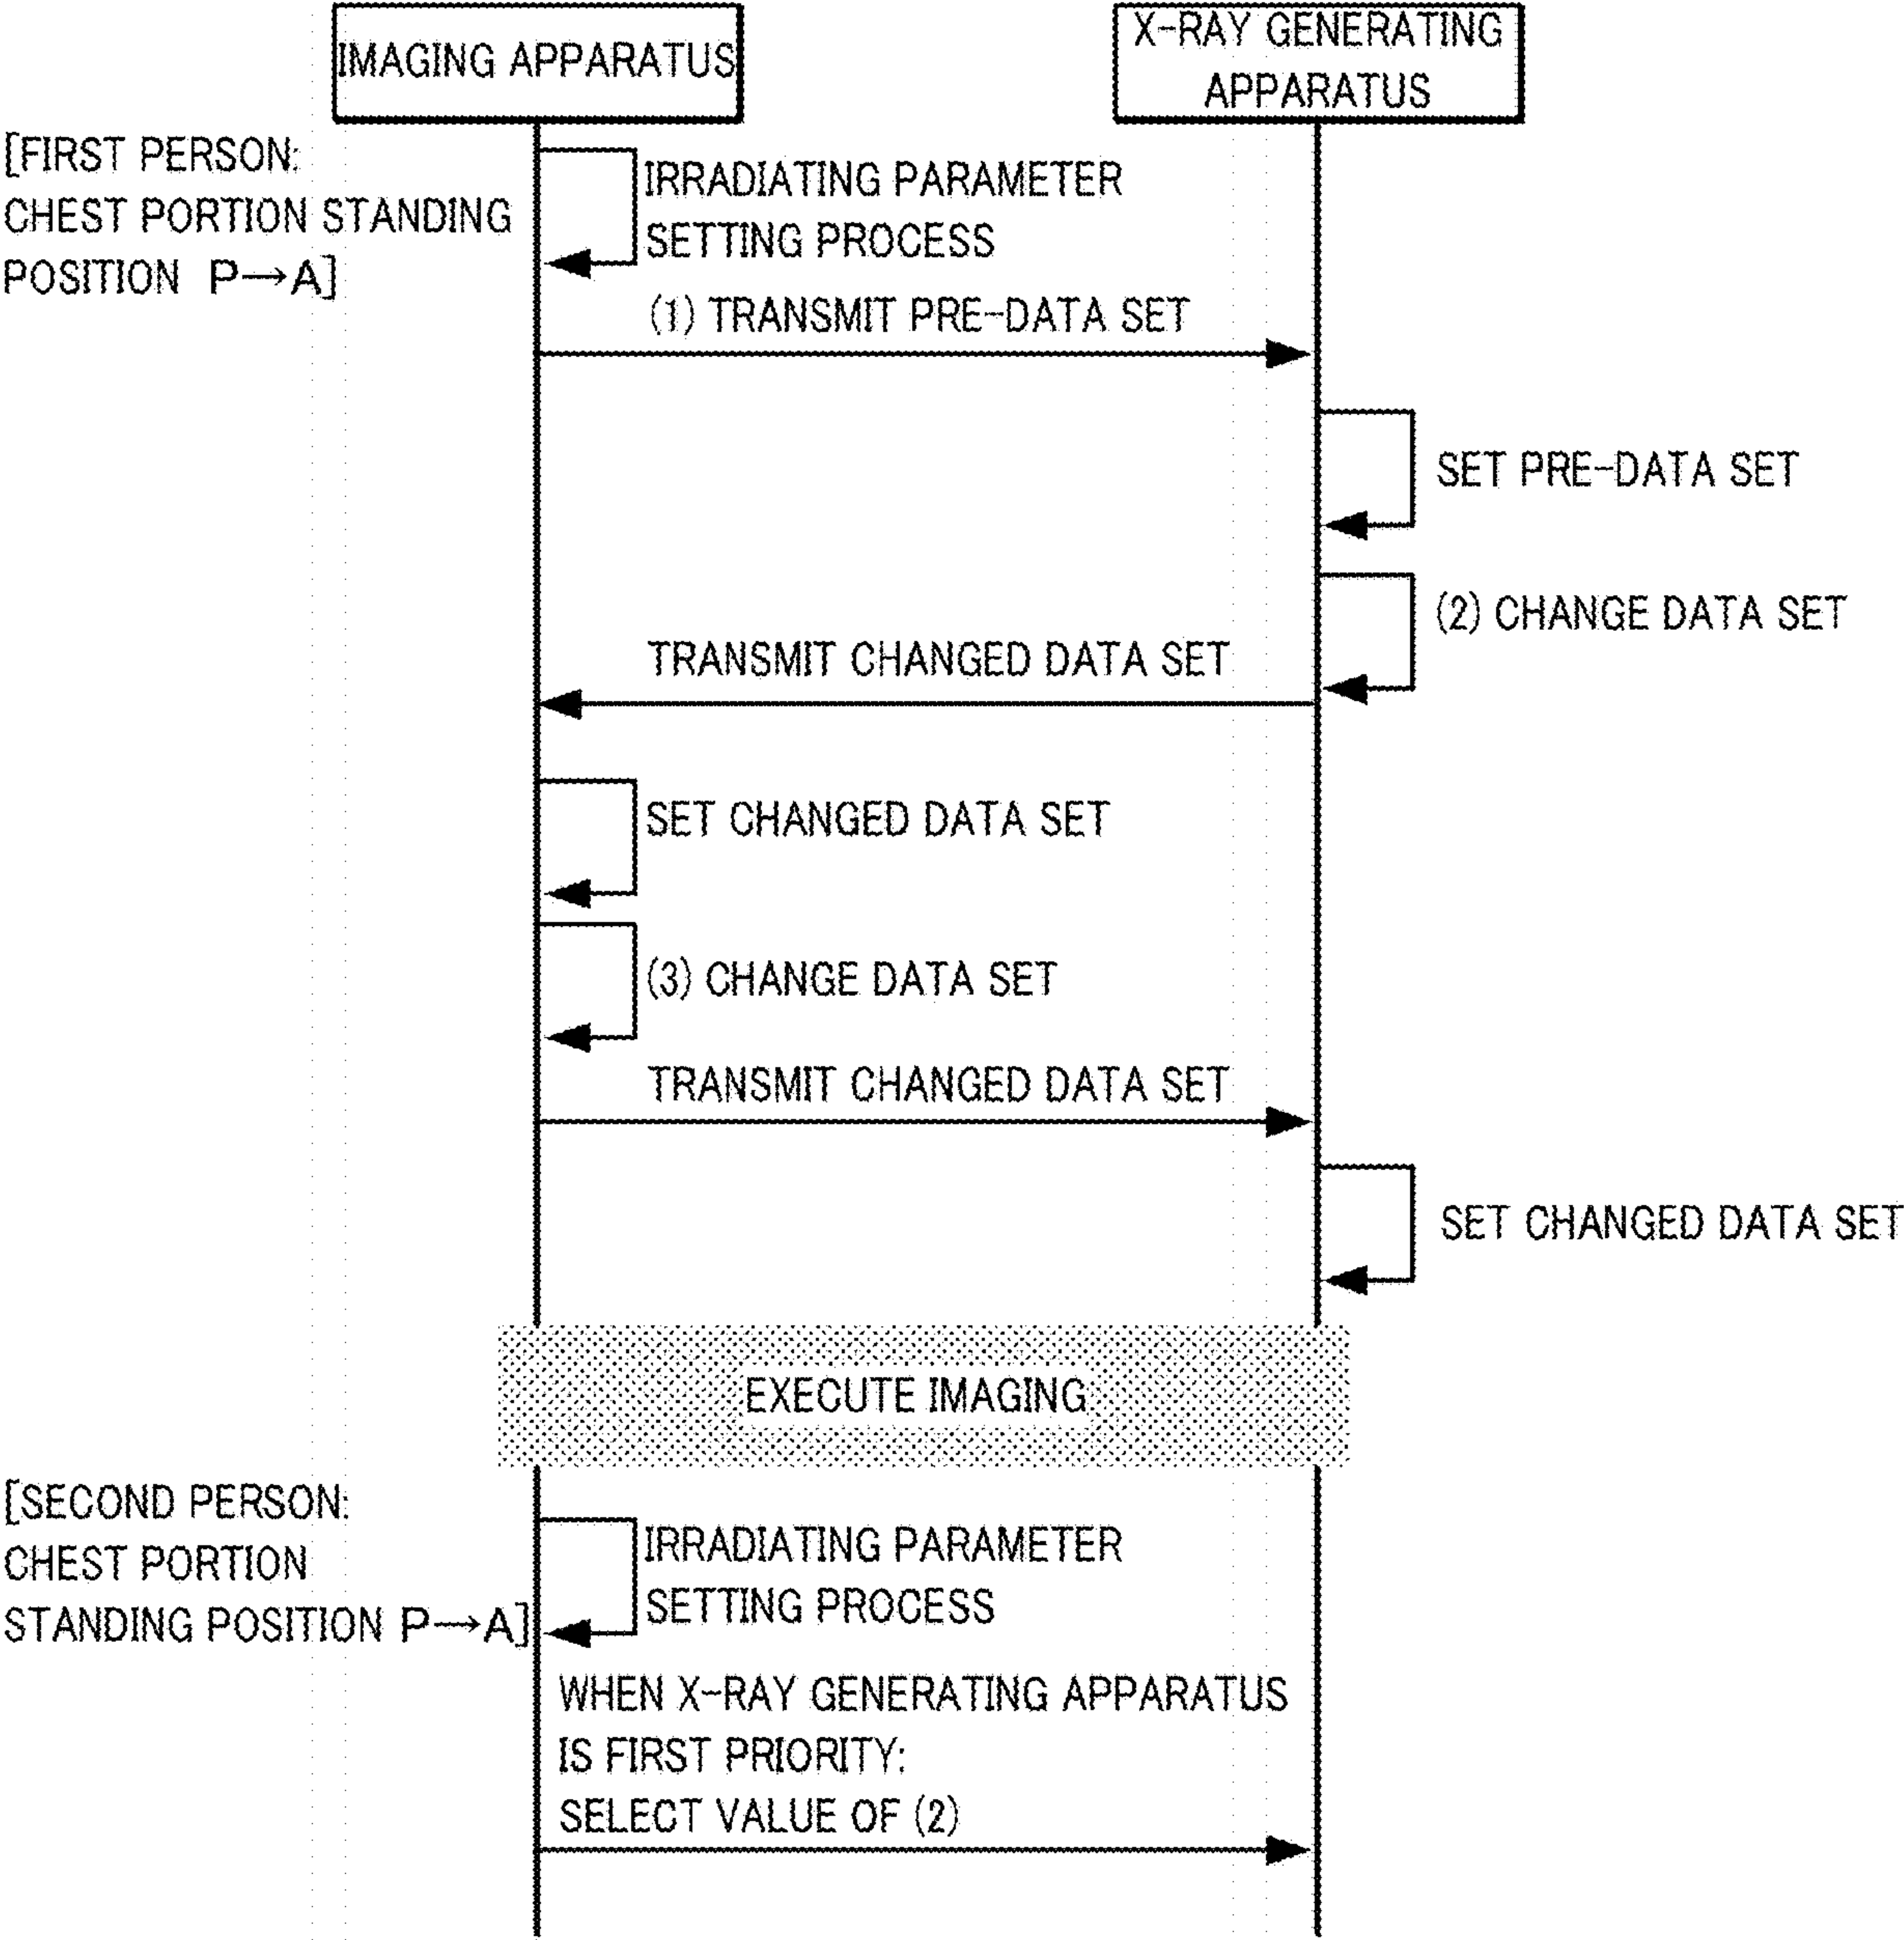 IMAGING APPARATUS
X-RAY GENERATING
APPARATUS
[FIRST PERSON:
CHEST PORTION STANDING
POSITION P→A]
IRRADIATING PARAMETER
SETTING PROCESS
(1) TRANSMIT PRE-DATA SET
SET PRE-DATA SET
(2) CHANGE DATA SET
TRANSMIT CHANGED DATA SET
SET CHANGED DATA SET
(3) CHANGE DATA SET
TRANSMIT CHANGED DATA SET
SET CHANGED DATA SET
EXECUTE IMAGING
[SECOND PERSON:
CHEST PORTION
STANDING POSITION P→A]
IRRADIATING PARAMETER
SETTING PROCESS
WHEN X-RAY GENERATING APPARATUS
IS FIRST PRIORITY:
SELECT VALUE OF (2)